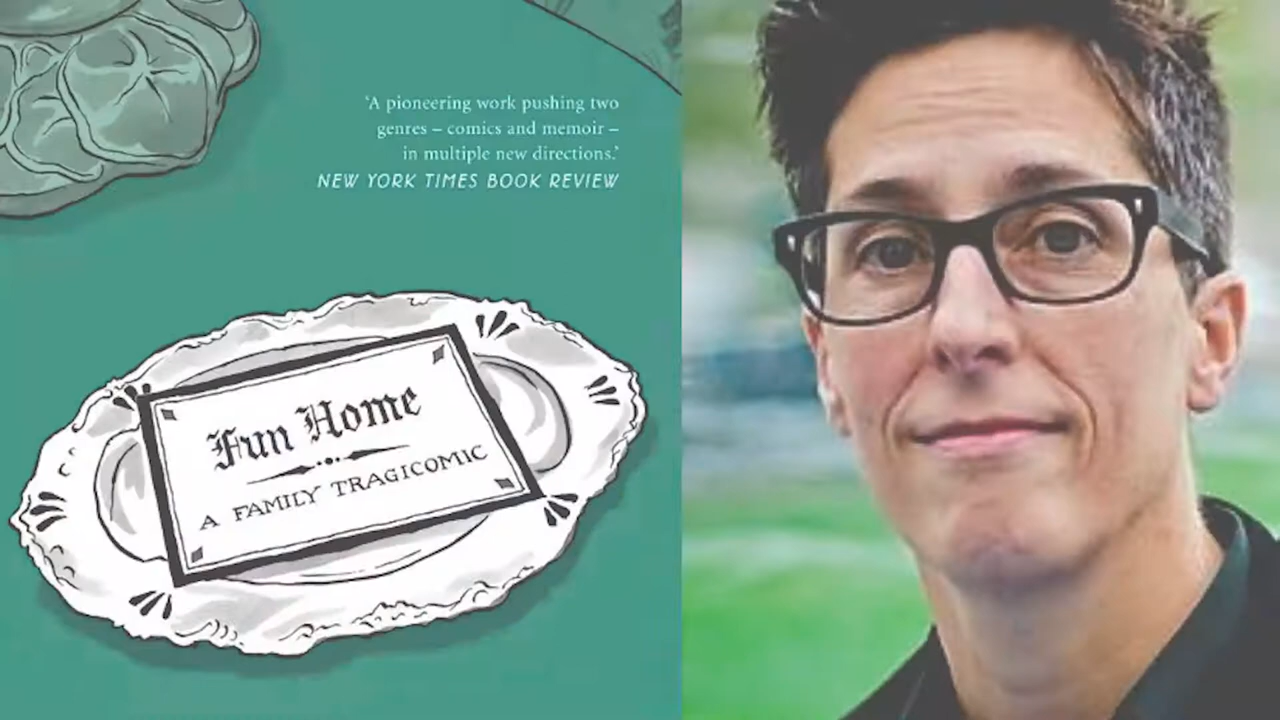 ‘A pioneering work pushing two
genres – comics and memoir –
in multiple new directions.’
NEW YORK TIMES BOOK REVIEW
Fun Home
A FAMILY TRAGICOMIC